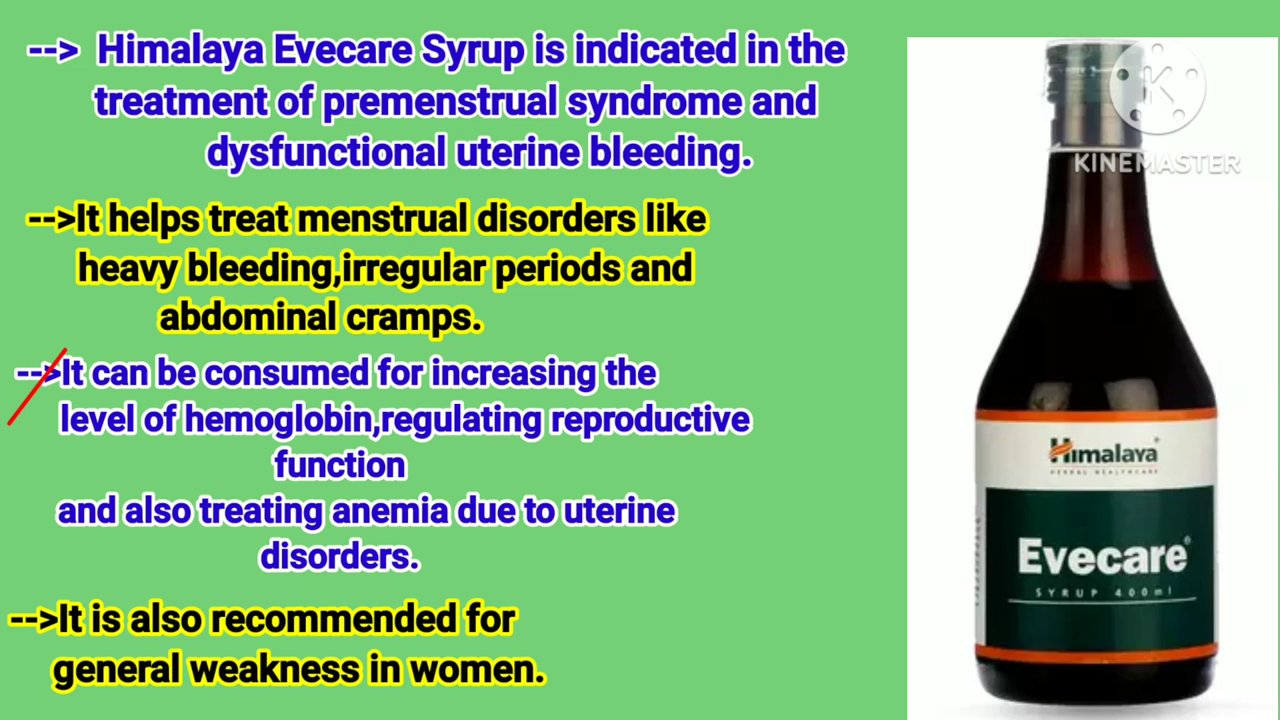 --> Himalaya Evecare Syrup is indicated in the
treatment of premenstrual syndrome and
dysfunctional uterine bleeding.
-->It helps treat menstrual disorders like
heavy bleeding,irregular periods and
abdominal cramps.
-->It can be consumed for increasing the
level of hemoglobin,regulating reproductive
function
and also treating anemia due to uterine
disorders.
-->It is also recommended for
general weakness in women.
K
KINEMASTER
Himalaya
HERBAL HEALTHCARE
Evecare
SYRUP 400ml